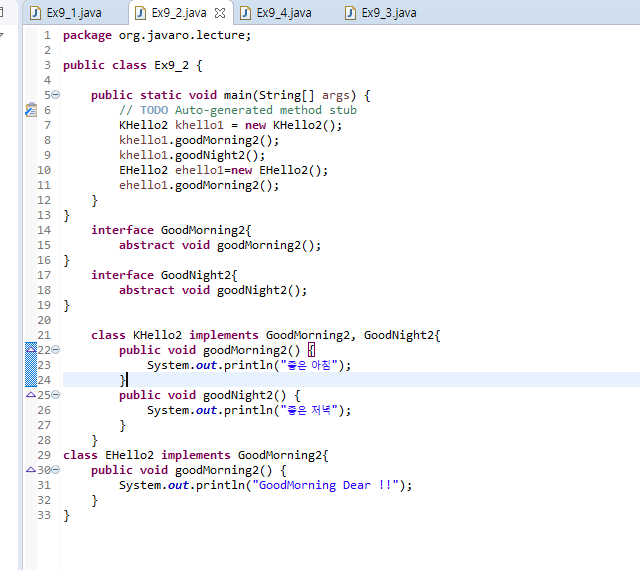 Ex9_1.java Ex9_2.java Ex9_4.java Ex9_3.java
1 package org.javaro.lecture;
2
3 public class Ex9_2 {
4
5 public static void main(String[] args) {
6 // TODO Auto-generated method stub
7 KHello2 khello1 = new KHello2();
8 khello1.goodMorning2();
9 khello1.goodNight2();
10 EHello2 ehello1=new EHello2();
11 ehello1.goodMorning2();
12 }
13 }
14 interface GoodMorning2{
15 abstract void goodMorning2();
16 }
17 interface GoodNight2{
18 abstract void goodNight2();
19 }
20
21 class KHello2 implements GoodMorning2, GoodNight2{
22 public void goodMorning2() {
23 System.out.println("좋은 아침");
24 }
25 public void goodNight2() {
26 System.out.println("좋은 저녁");
27 }
28 }
29 class EHello2 implements GoodMorning2{
30 public void goodMorning2() {
31 System.out.println("GoodMorning Dear !!");
32 }
33 }